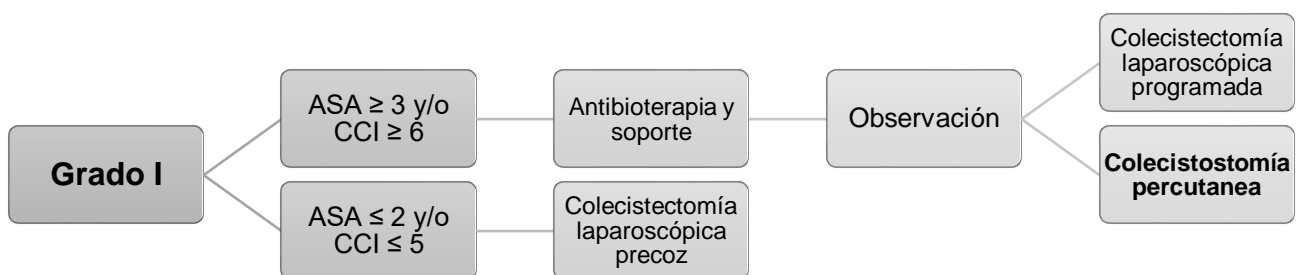 Grado I
ASA ≥ 3 y/o
CCI ≥ 6
Antibioterapia y
soporte
Observación
Colecistectomía
laparoscópica
programada
Colecistostomía
percutanea
ASA ≤ 2 y/o
CCI ≤ 5
Colecistectomía
laparoscópica
precoz